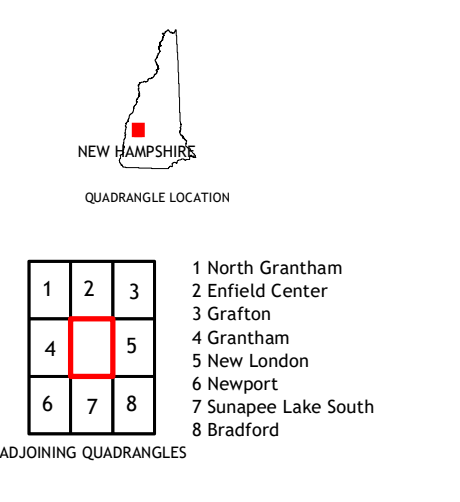 NEW HAMPSHIRE
QUADRANGLE LOCATION
1 2 3
4 5
6 7 8
1 North Grantham
2 Enfield Center
3 Grafton
4 Grantham
5 New London
6 Newport
7 Sunapee Lake South
8 Bradford
ADJOINING QUADRANGLES